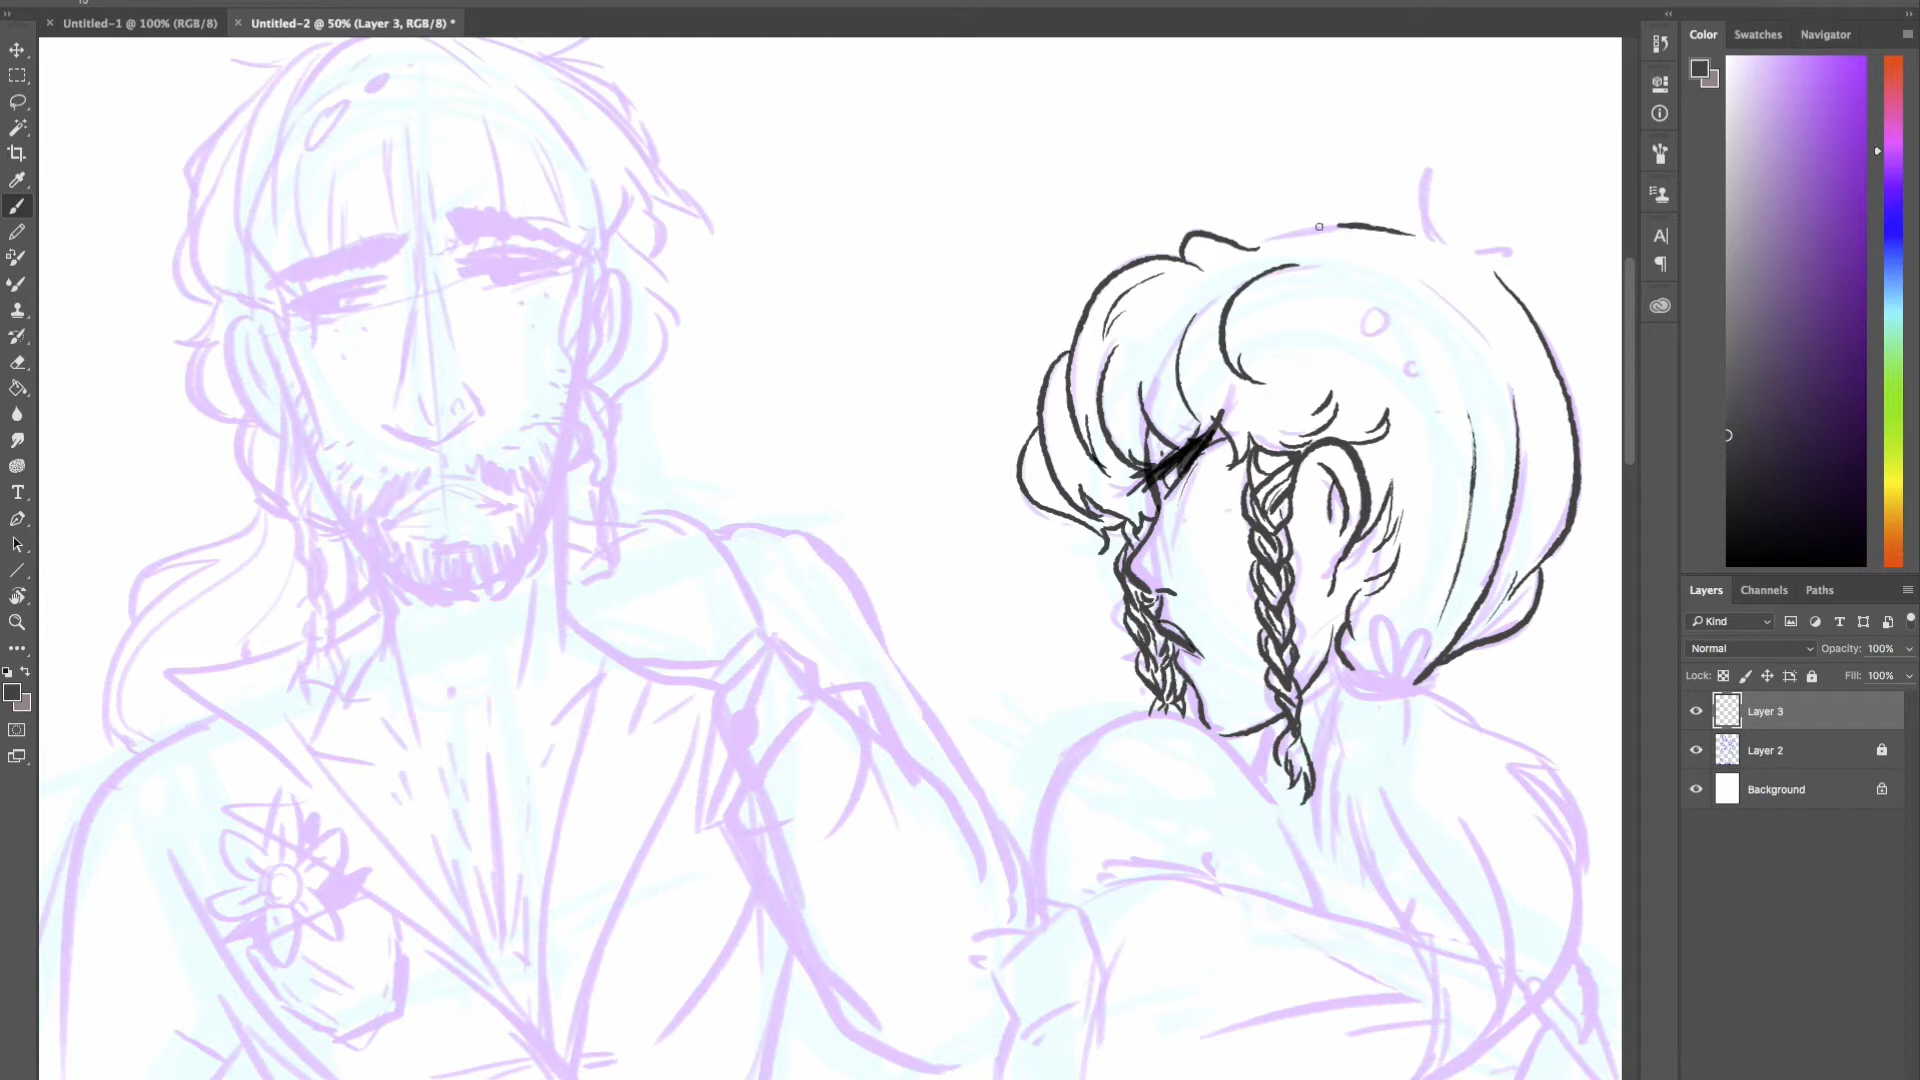 Untitled-1 @ 100% (RGB/8)
Untitled-2 @ 50% (Layer 3, RGB/8) *
Color
Swatches
Navigator
Layers
Channels
Paths
Kind
Normal
Opacity: 100%
Lock:
Fill: 100%
Layer 3
Layer 2
Background